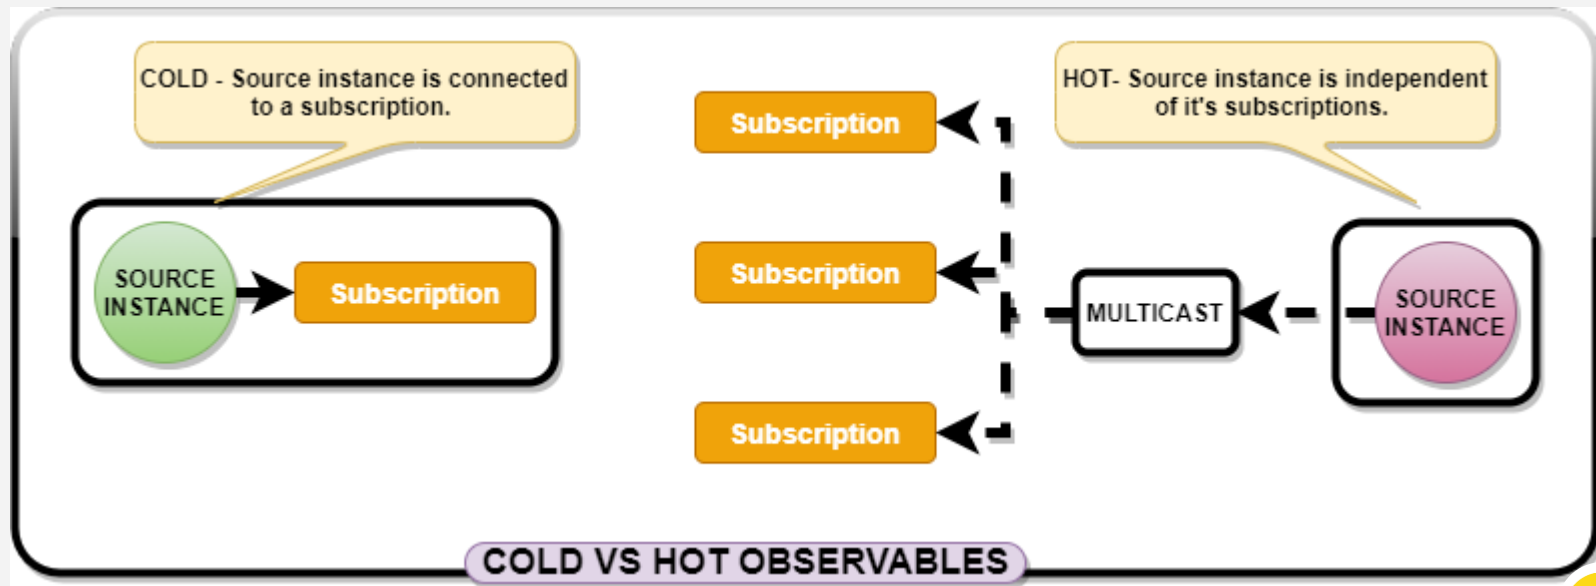 COLD - Source instance is connected
to a subscription.
HOT- Source instance is independent
of it's subscriptions.
Subscription
SOURCE
INSTANCE
Subscription
Subscription
MULTICAST
SOURCE
INSTANCE
Subscription
COLD VS HOT OBSERVABLES